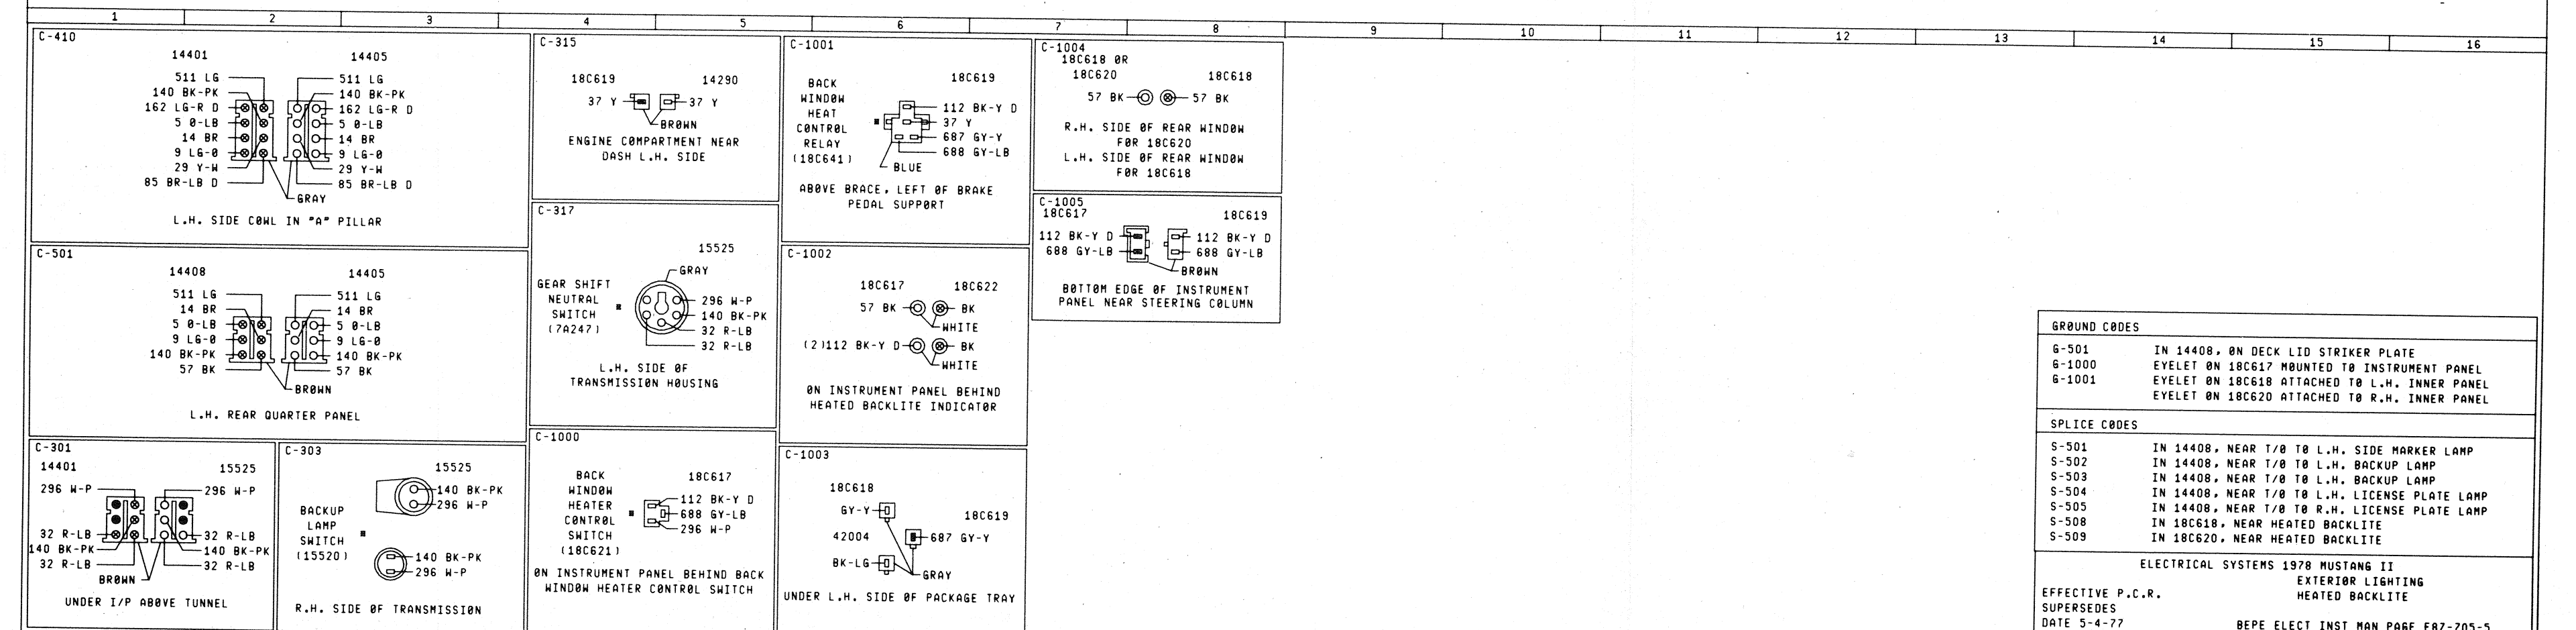 1 2 3 4 5 6 7 8 9 10 11 12 13 14 15 16
C-410
14401 14405
511 LG 511 LG
140 BK-PK 140 BK-PK
162 LG-R D 162 LG-R D
5 O-LB 5 O-LB
14 BR 14 BR
9 LG-O 9 LG-O
29 Y-W 29 Y-W
85 BR-LB D 85 BR-LB D
GRAY
L.H. SIDE COWL IN "A" PILLAR
C-501
14408 14405
511 LG 511 LG
14 BR 14 BR
5 O-LB 5 O-LB
9 LG-O 9 LG-O
140 BK-PK 140 BK-PK
57 BK 57 BK
BROWN
L.H. REAR QUARTER PANEL
C-301
14401 15525
296 W-P 296 W-P
32 R-LB 32 R-LB
140 BK-PK 140 BK-PK
32 R-LB 32 R-LB
BROWN
UNDER I/P ABOVE TUNNEL
C-303
15525
140 BK-PK
296 W-P
BACKUP
LAMP
SWITCH
(15520)
140 BK-PK
296 W-P
R.H. SIDE OF TRANSMISSION
C-315
18C619 14290
37 Y 37 Y
BROWN
ENGINE COMPARTMENT NEAR
DASH L.H. SIDE
C-317
15525
GRAY
GEAR SHIFT
NEUTRAL
SWITCH
(7A247)
296 W-P
140 BK-PK
32 R-LB
32 R-LB
L.H. SIDE OF
TRANSMISSION HOUSING
C-1000
BACK
WINDOW
HEATER
CONTROL
SWITCH
(18C621)
18C617
112 BK-Y D
688 GY-LB
296 W-P
ON INSTRUMENT PANEL BEHIND BACK
WINDOW HEATER CONTROL SWITCH
C-1001
BACK
WINDOW
HEAT
CONTROL
RELAY
(18C641)
18C619
112 BK-Y D
37 Y
687 GY-Y
688 GY-LB
BLUE
ABOVE BRACE, LEFT OF BRAKE
PEDAL SUPPORT
C-1002
18C617 18C622
57 BK BK
WHITE
(2)112 BK-Y D BK
WHITE
ON INSTRUMENT PANEL BEHIND
HEATED BACKLITE INDICATOR
C-1003
18C618
GY-Y
18C619
42004 687 GY-Y
BK-LG
GRAY
UNDER L.H. SIDE OF PACKAGE TRAY
C-1004
18C618 OR
18C620 18C618
57 BK 57 BK
R.H. SIDE OF REAR WINDOW
FOR 18C620
L.H. SIDE OF REAR WINDOW
FOR 18C618
C-1005
18C617 18C619
112 BK-Y D 112 BK-Y D
688 GY-LB 688 GY-LB
BROWN
BOTTOM EDGE OF INSTRUMENT
PANEL NEAR STEERING COLUMN
GROUND CODES
G-501 IN 14408, ON DECK LID STRIKER PLATE
G-1000 EYELET ON 18C617 MOUNTED TO INSTRUMENT PANEL
G-1001 EYELET ON 18C618 ATTACHED TO L.H. INNER PANEL
EYELET ON 18C620 ATTACHED TO R.H. INNER PANEL
SPLICE CODES
S-501 IN 14408, NEAR T/O TO L.H. SIDE MARKER LAMP
S-502 IN 14408, NEAR T/O TO L.H. BACKUP LAMP
S-503 IN 14408, NEAR T/O TO L.H. BACKUP LAMP
S-504 IN 14408, NEAR T/O TO L.H. LICENSE PLATE LAMP
S-505 IN 14408, NEAR T/O TO R.H. LICENSE PLATE LAMP
S-508 IN 18C618, NEAR HEATED BACKLITE
S-509 IN 18C620, NEAR HEATED BACKLITE
ELECTRICAL SYSTEMS 1978 MUSTANG II
EXTERIOR LIGHTING
EFFECTIVE P.C.R. HEATED BACKLITE
SUPERSEDES
DATE 5-4-77 BEPE ELECT INST MAN PAGE E87-705-5